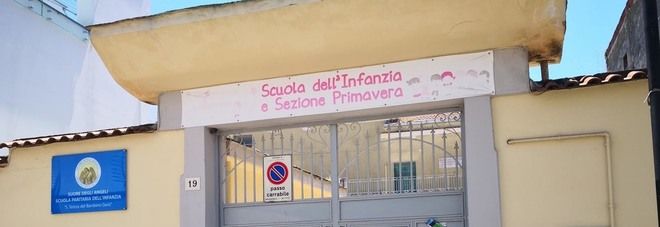 Scuola dell'Infanzia
e Sezione Primavera
SUORE DEGLI ANGELI
SCUOLA PARITARIA DELL'INFANZIA
"S. Teresa del Bambino Gesù"
19
passo
carrabile